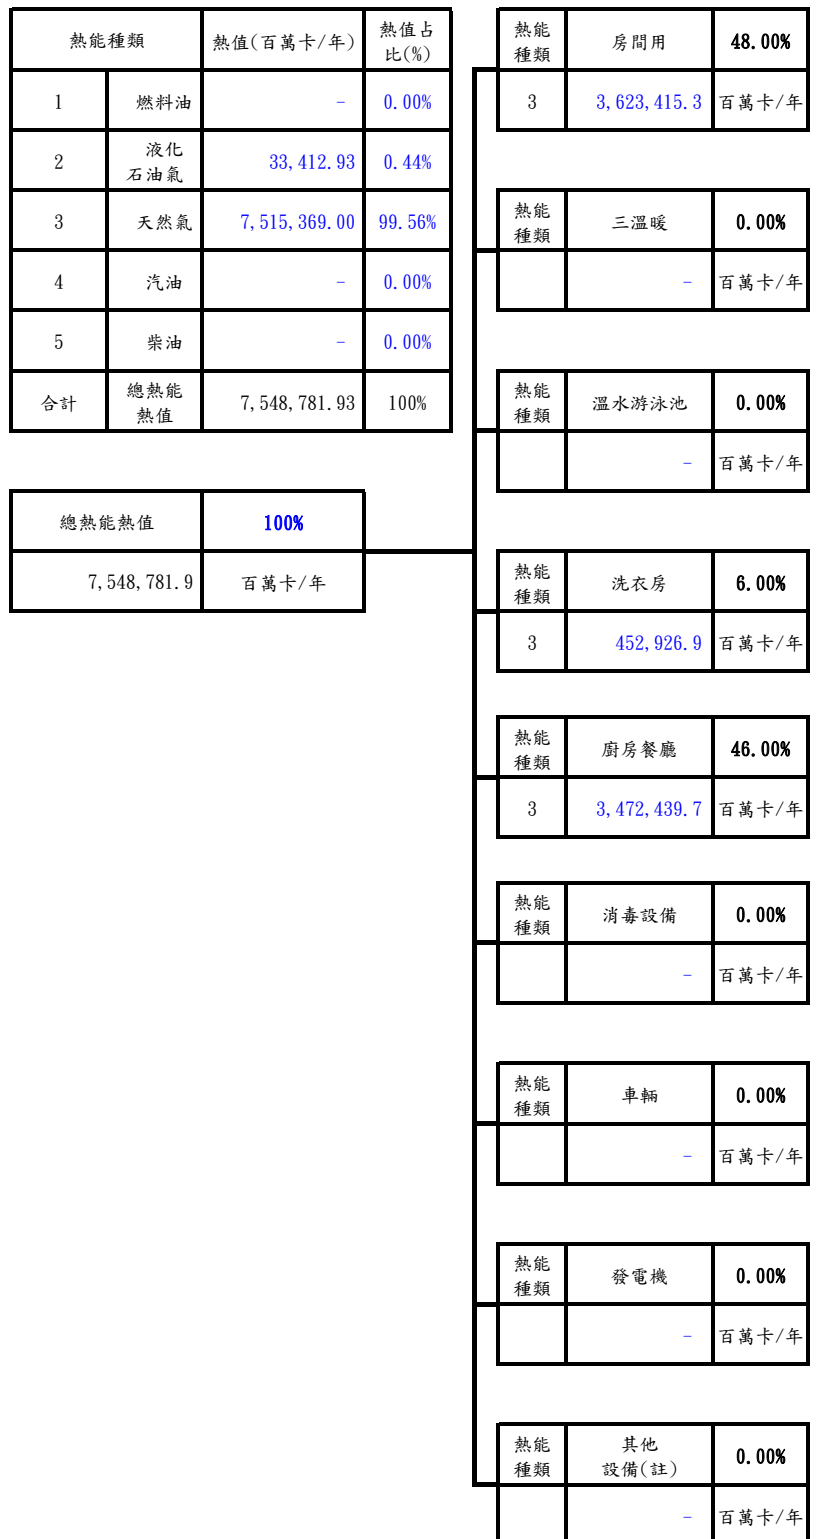 熱能種類 熱值(百萬卡/年) 熱值占
比(%)
1 燃料油 - 0.00%
2 液化
石油氣 33,412.93 0.44%
3 天然氣 7,515,369.00 99.56%
4 汽油 - 0.00%
5 柴油 - 0.00%
合計 總熱能
熱值 7,548,781.93 100%
總熱能熱值 100%
7,548,781.9 百萬卡/年
熱能
種類 房間用 48.00%
3 3,623,415.3 百萬卡/年
熱能
種類 三溫暖 0.00%
- 百萬卡/年
熱能
種類 溫水游泳池 0.00%
- 百萬卡/年
熱能
種類 洗衣房 6.00%
3 452,926.9 百萬卡/年
熱能
種類 廚房餐廳 46.00%
3 3,472,439.7 百萬卡/年
熱能
種類 消毒設備 0.00%
- 百萬卡/年
熱能
種類 車輛 0.00%
- 百萬卡/年
熱能
種類 發電機 0.00%
- 百萬卡/年
熱能
種類 其他
設備(註) 0.00%
- 百萬卡/年